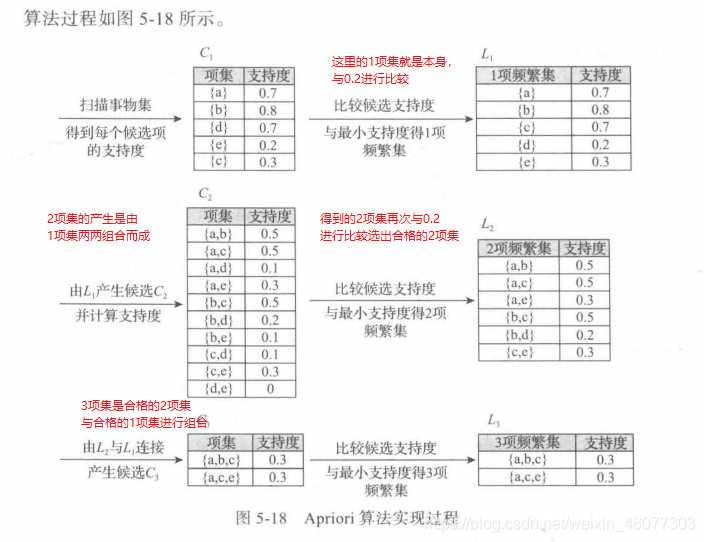 算法过程如图 5-18 所示。
C₁
项集 支持度
{a} 0.7
{b} 0.8
{d} 0.7
{e} 0.2
{c} 0.3
扫描事物集
得到每个候选项
的支持度
这里的1项集就是本身,
与0.2进行比较
比较候选支持度
与最小支持度得1项
频繁集
L₁
1项频繁集 支持度
{a} 0.7
{b} 0.8
{c} 0.7
{d} 0.2
{e} 0.3
2项集的产生是由
1项集两两组合而成
由L₁产生候选C₂
并计算支持度
C₂
项集 支持度
{a,b} 0.5
{a,c} 0.5
{a,d} 0.1
{a,e} 0.3
{b,c} 0.5
{b,d} 0.2
{b,e} 0.1
{c,d} 0.1
{c,e} 0.3
{d,e} 0
得到的2项集再次与0.2
进行比较选出合格的2项集
比较候选支持度
与最小支持度得2项
频繁集
L₂
2项频繁集 支持度
{a,b} 0.5
{a,c} 0.5
{a,e} 0.3
{b,c} 0.5
{b,d} 0.2
{c,e} 0.3
3项集是合格的2项集
与合格的1项集进行组合
由L₂与L₁连接
产生候选C₃
项集 支持度
{a,b,c} 0.3
{a,c,e} 0.3
比较候选支持度
与最小支持度得3项
频繁集
L₃
3项频繁集 支持度
{a,b,c} 0.3
{a,c,e} 0.3
图 5-18 Apriori 算法实现过程
https://blog.csdn.net/weixin_48077303